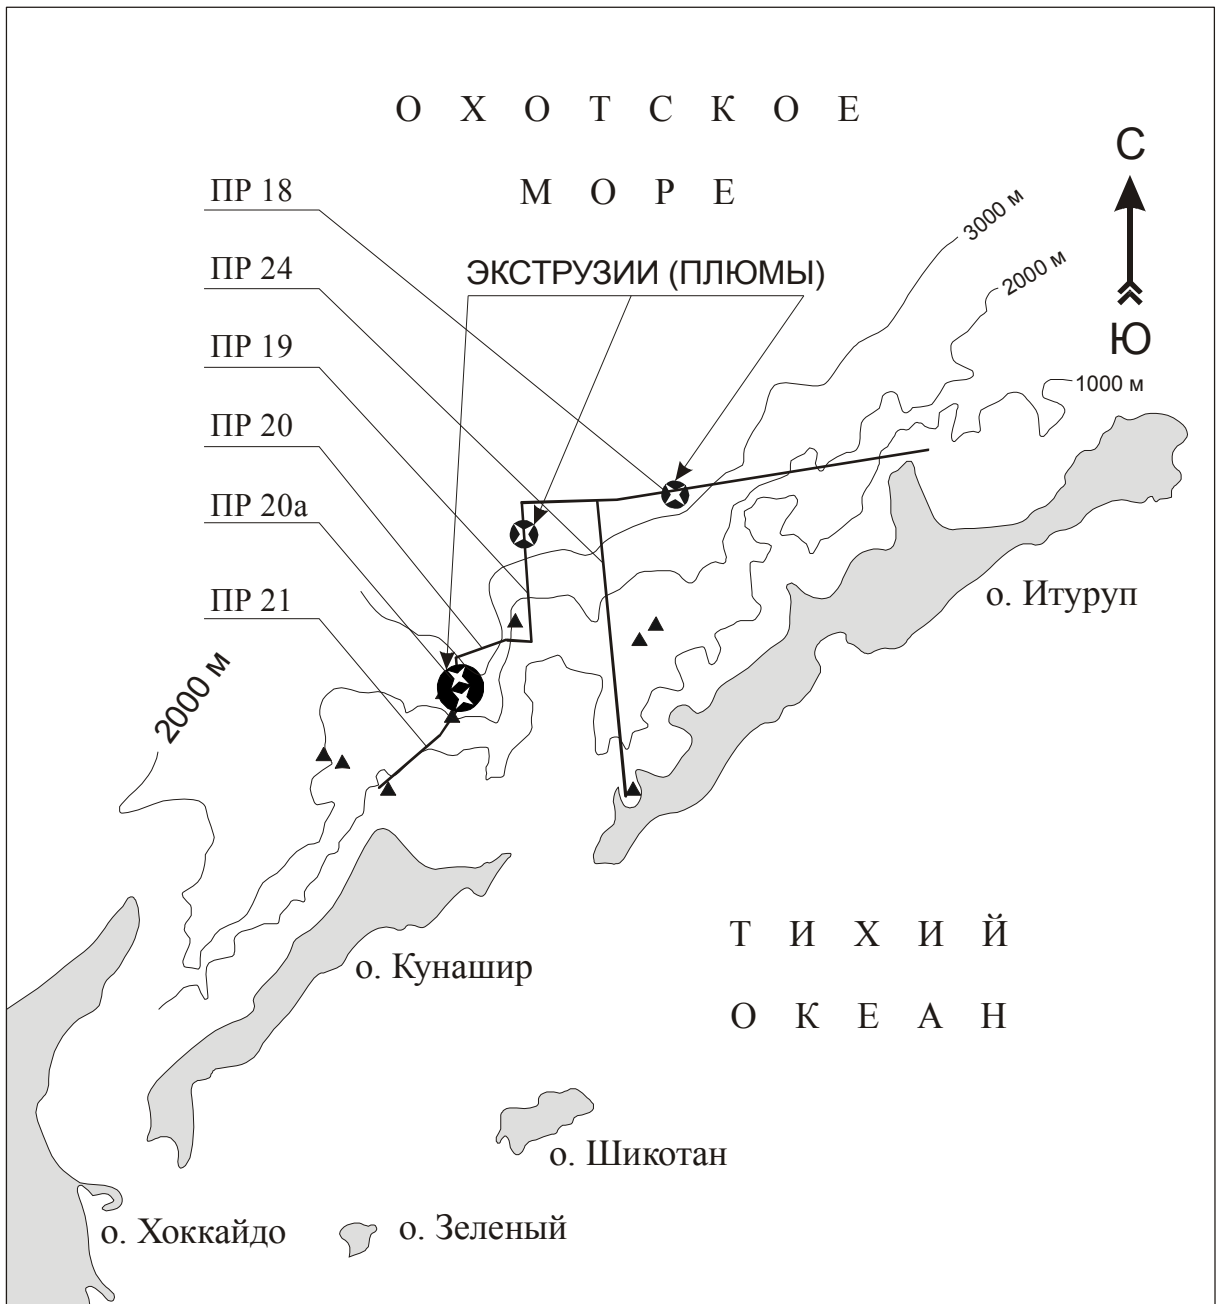 О Х О Т С К О Е
М О Р Е
С
Ю
ПР 18
ПР 24
ПР 19
ПР 20
ПР 20а
ПР 21
ЭКСТРУЗИИ (ПЛЮМЫ)
3000 м
2000 м
1000 м
2000 м
о. Итуруп
о. Кунашир
Т И Х И Й
О К Е А Н
о. Шикотан
о. Хоккайдо
о. Зеленый